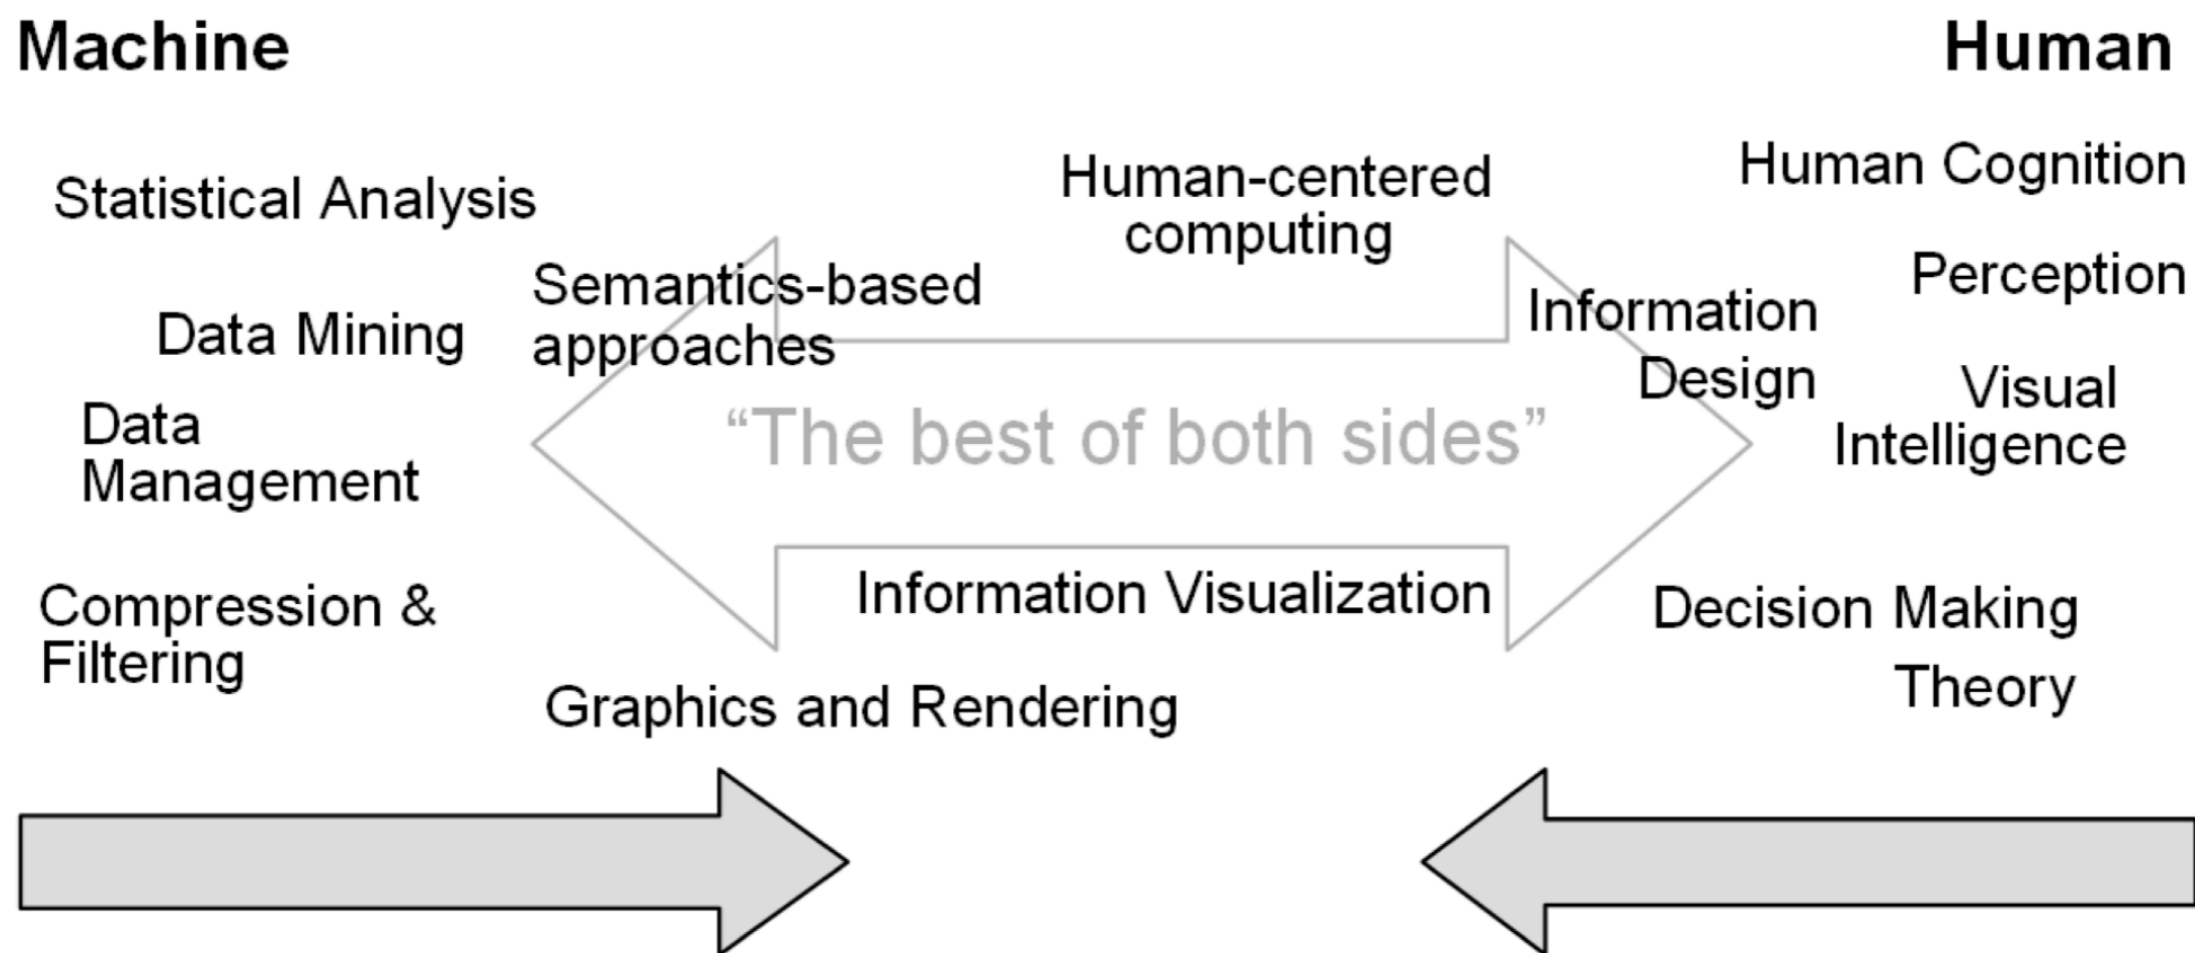 Machine
Human
Statistical Analysis
Human-centered
computing
Human Cognition
Semantics-based
approaches
Information
Design
Perception
Data Mining
Visual
Intelligence
Data
Management
“The best of both sides”
Compression &
Filtering
Information Visualization
Decision Making
Theory
Graphics and Rendering